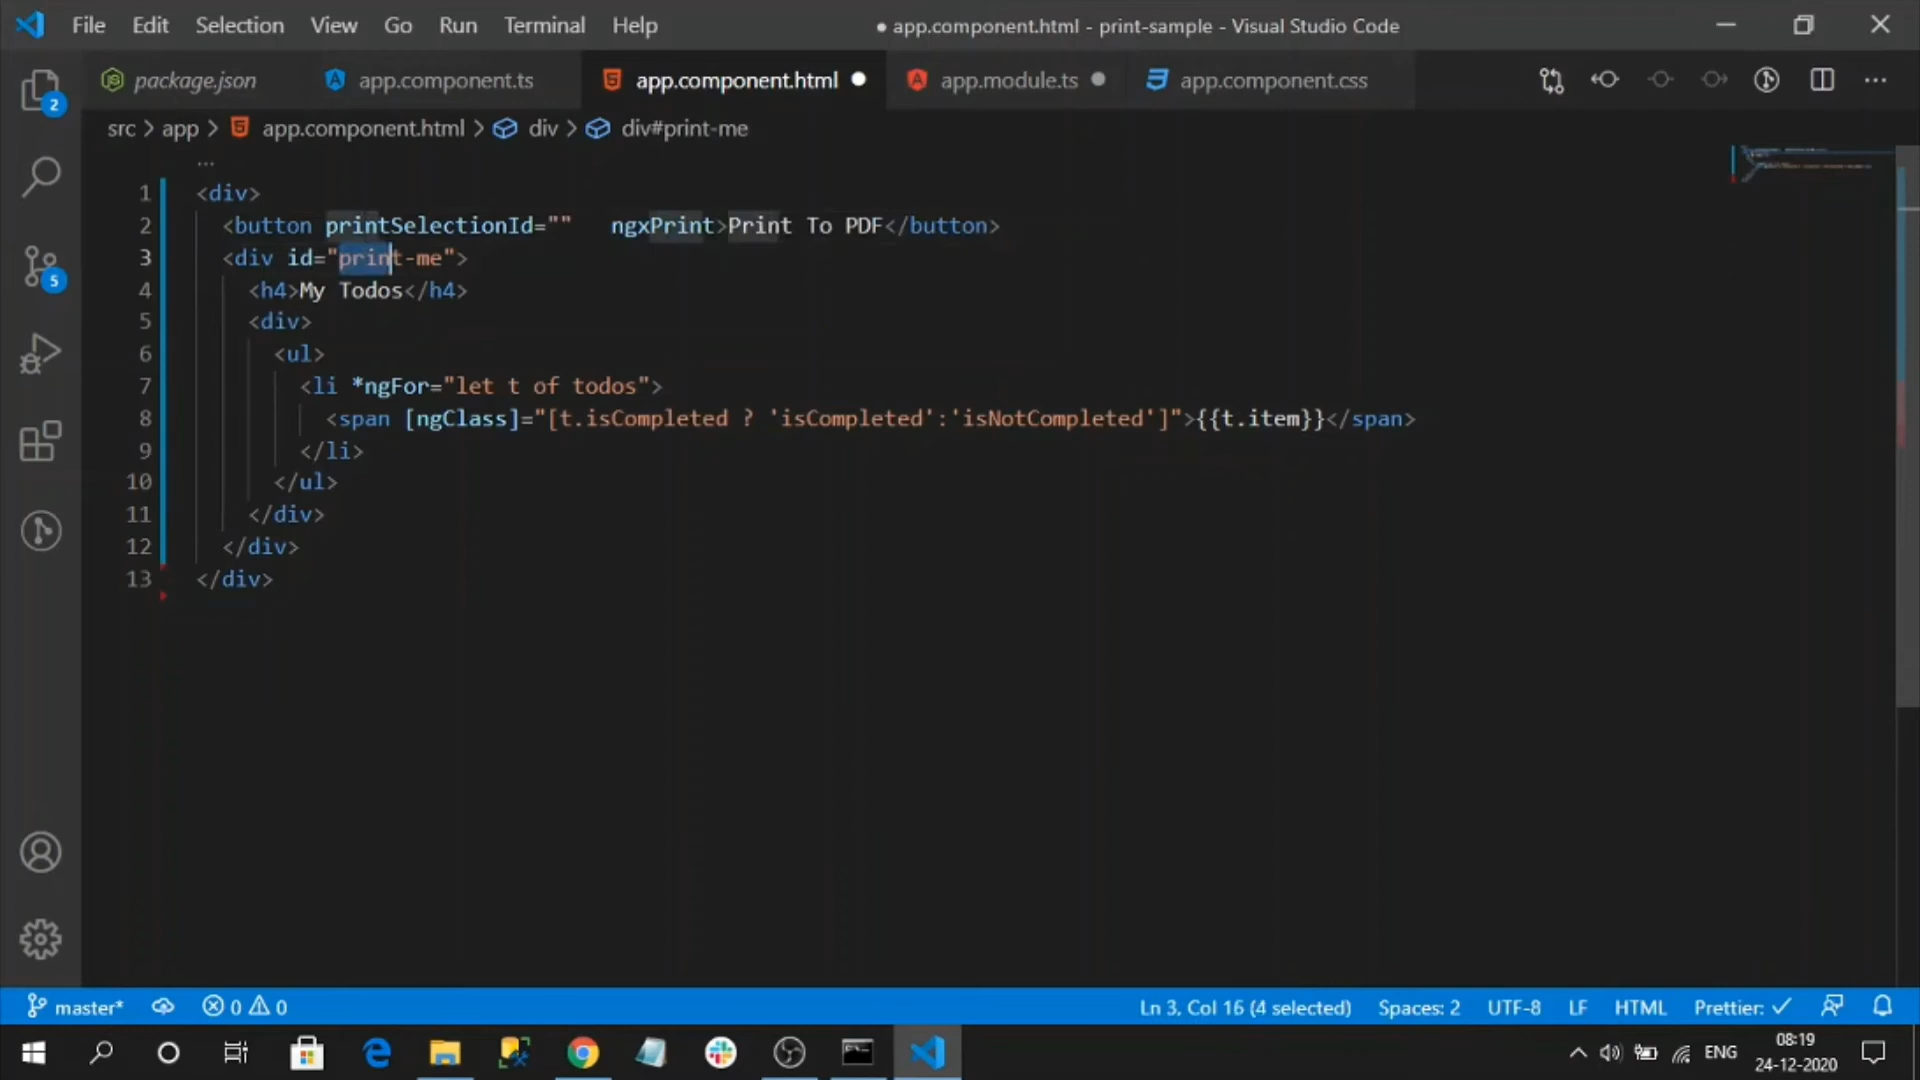 File Edit Selection View Go Run Terminal Help ● app.component.html - print-sample - Visual Studio Code
package.json app.component.ts app.component.html app.module.ts app.component.css
src > app > app.component.html > div > div#print-me
2
...
1 <div>
2 <button printSelectionId="" ngxPrint>Print To PDF</button>
3 <div id="print-me">
4 <h4>My Todos</h4>
5 <div>
6 <ul>
7 <li *ngFor="let t of todos">
8 <span [ngClass]="[t.isCompleted ? 'isCompleted':'isNotCompleted']">{{t.item}}</span>
9 </li>
10 </ul>
11 </div>
12 </div>
13 </div>
5
master* 0 0 Ln 3, Col 16 (4 selected) Spaces: 2 UTF-8 LF HTML Prettier: ✓
ENG 08:19
24-12-2020